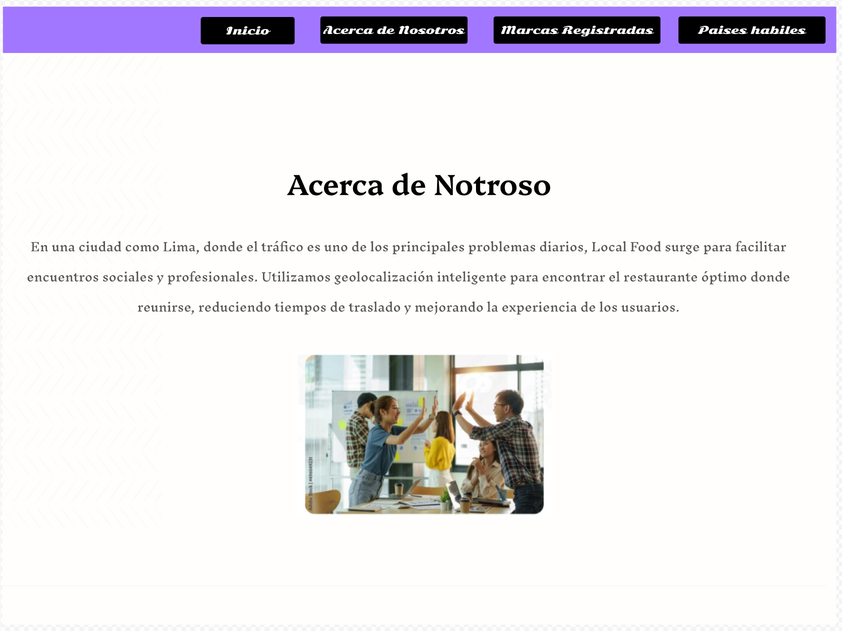 Inicio
Acerca de Nosotros
Marcas Registradas
Paises habiles
Acerca de Notroso
En una ciudad como Lima, donde el tráfico es uno de los principales problemas diarios, Local Food surge para facilitar
encuentros sociales y profesionales. Utilizamos geolocalización inteligente para encontrar el restaurante óptimo donde
reunirse, reduciendo tiempos de traslado y mejorando la experiencia de los usuarios.